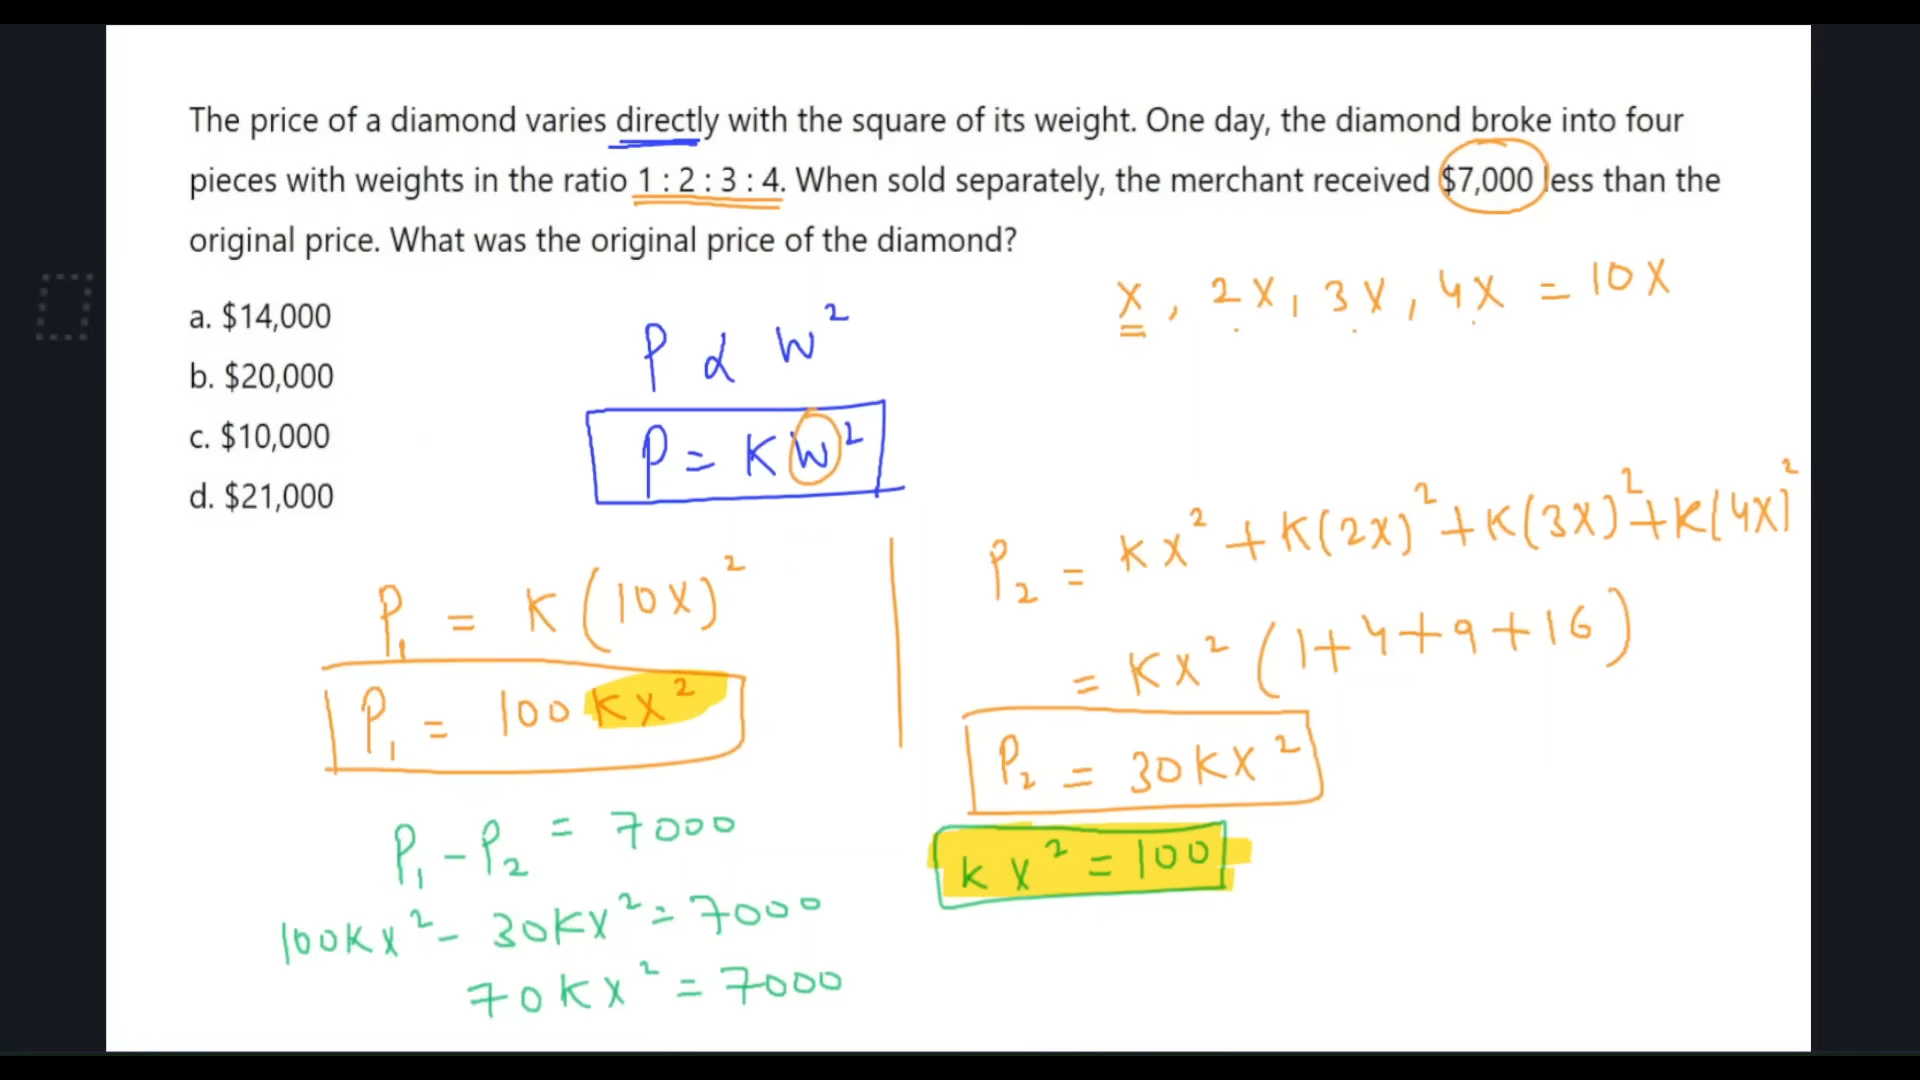 The price of a diamond varies directly with the square of its weight. One day, the diamond broke into four
pieces with weights in the ratio 1 : 2 : 3 : 4. When sold separately, the merchant received $7,000 less than the
original price. What was the original price of the diamond?
x , 2x, 3x, 4x = 10x
a. $14,000
b. $20,000
c. $10,000
d. $21,000
P ∝ W²
P = KW²
P₁ = K(10x)²
P₁ = 100Kx²
P₂ = Kx² + K(2x)² + K(3x)² + K(4x)²
= Kx² (1+4+9+16)
P₂ = 30Kx²
P₁ - P₂ = 7000
100Kx² - 30Kx² = 7000
70Kx² = 7000
Kx² = 100